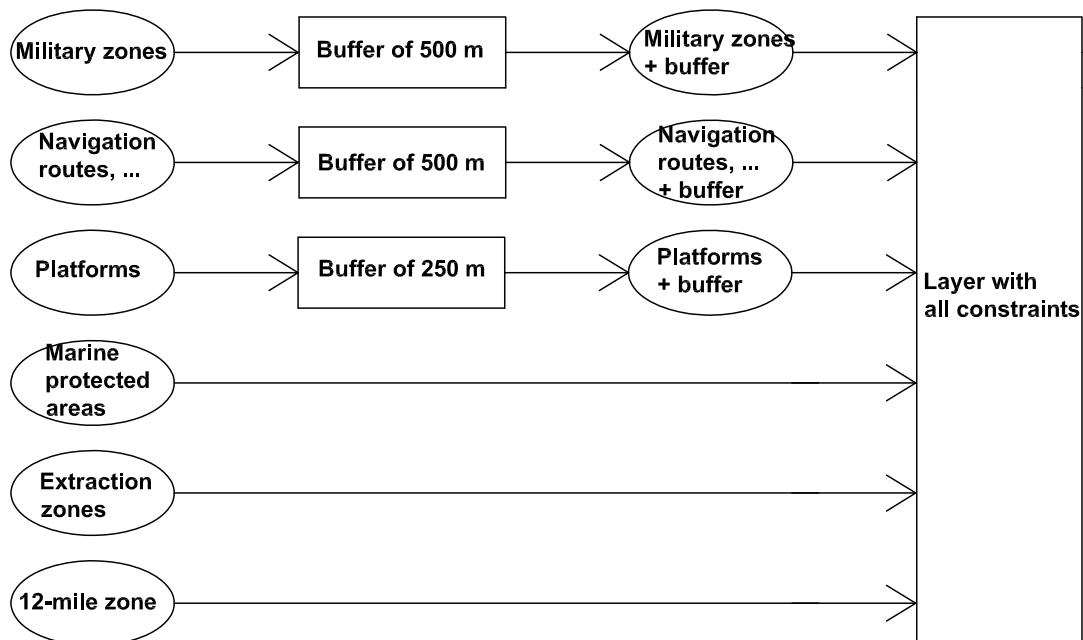 Military zones
Buffer of 500 m
Military zones
+ buffer
Navigation
routes, ...
Buffer of 500 m
Navigation
routes, ...
+ buffer
Platforms
Buffer of 250 m
Platforms
+ buffer
Layer with
all constraints
Marine
protected
areas
Extraction
zones
12-mile zone